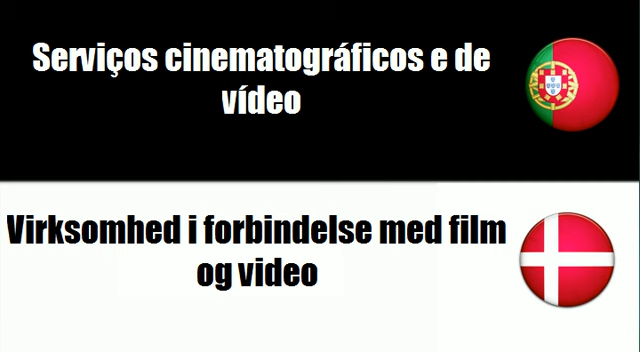 Serviços cinematográficos e de
vídeo
Virksomhed i forbindelse med film
og video